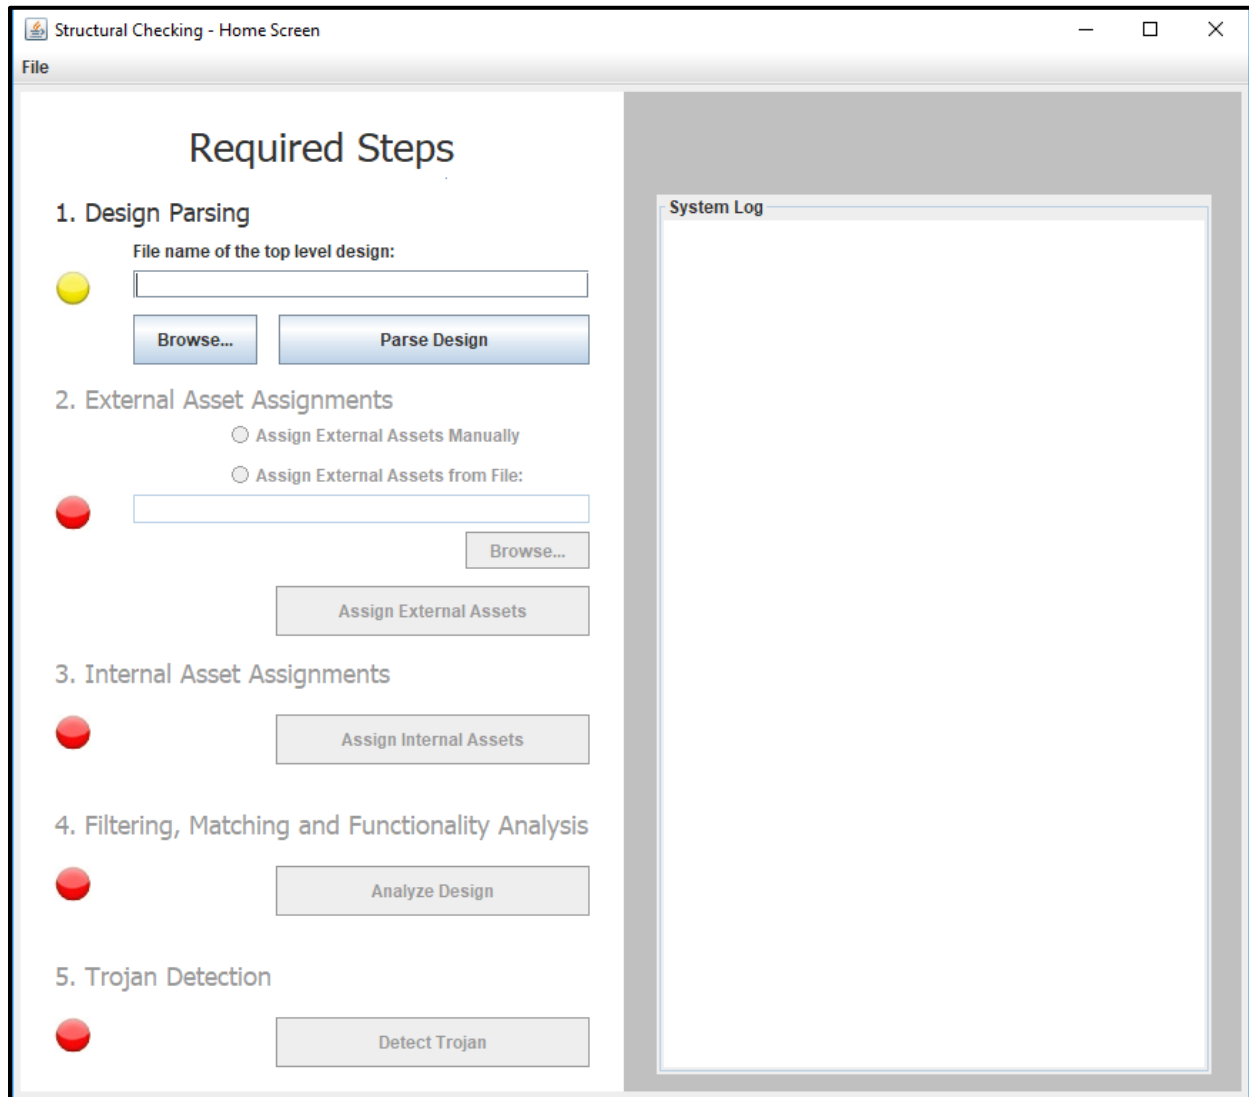 Structural Checking - Home Screen
File
Required Steps
1. Design Parsing
File name of the top level design:
Browse...
Parse Design
2. External Asset Assignments
Assign External Assets Manually
Assign External Assets from File:
Browse...
Assign External Assets
3. Internal Asset Assignments
Assign Internal Assets
4. Filtering, Matching and Functionality Analysis
Analyze Design
5. Trojan Detection
Detect Trojan
System Log